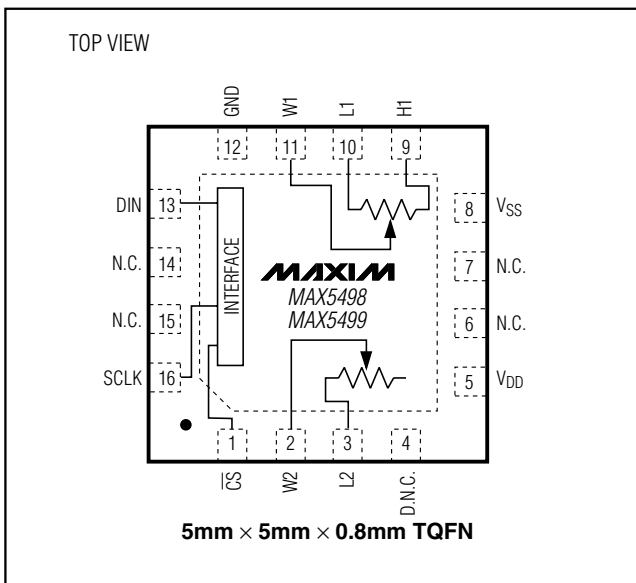 TOP VIEW
GND
W1
L1
H1
12
11
10
9
DIN
13
8
VSS
N.C.
14
7
N.C.
INTERFACE
MAXIM
MAX5498
MAX5499
N.C.
15
6
N.C.
SCLK
16
5
VDD
1
2
3
4
C̅S̅
W2
L2
D.N.C.
5mm × 5mm × 0.8mm TQFN